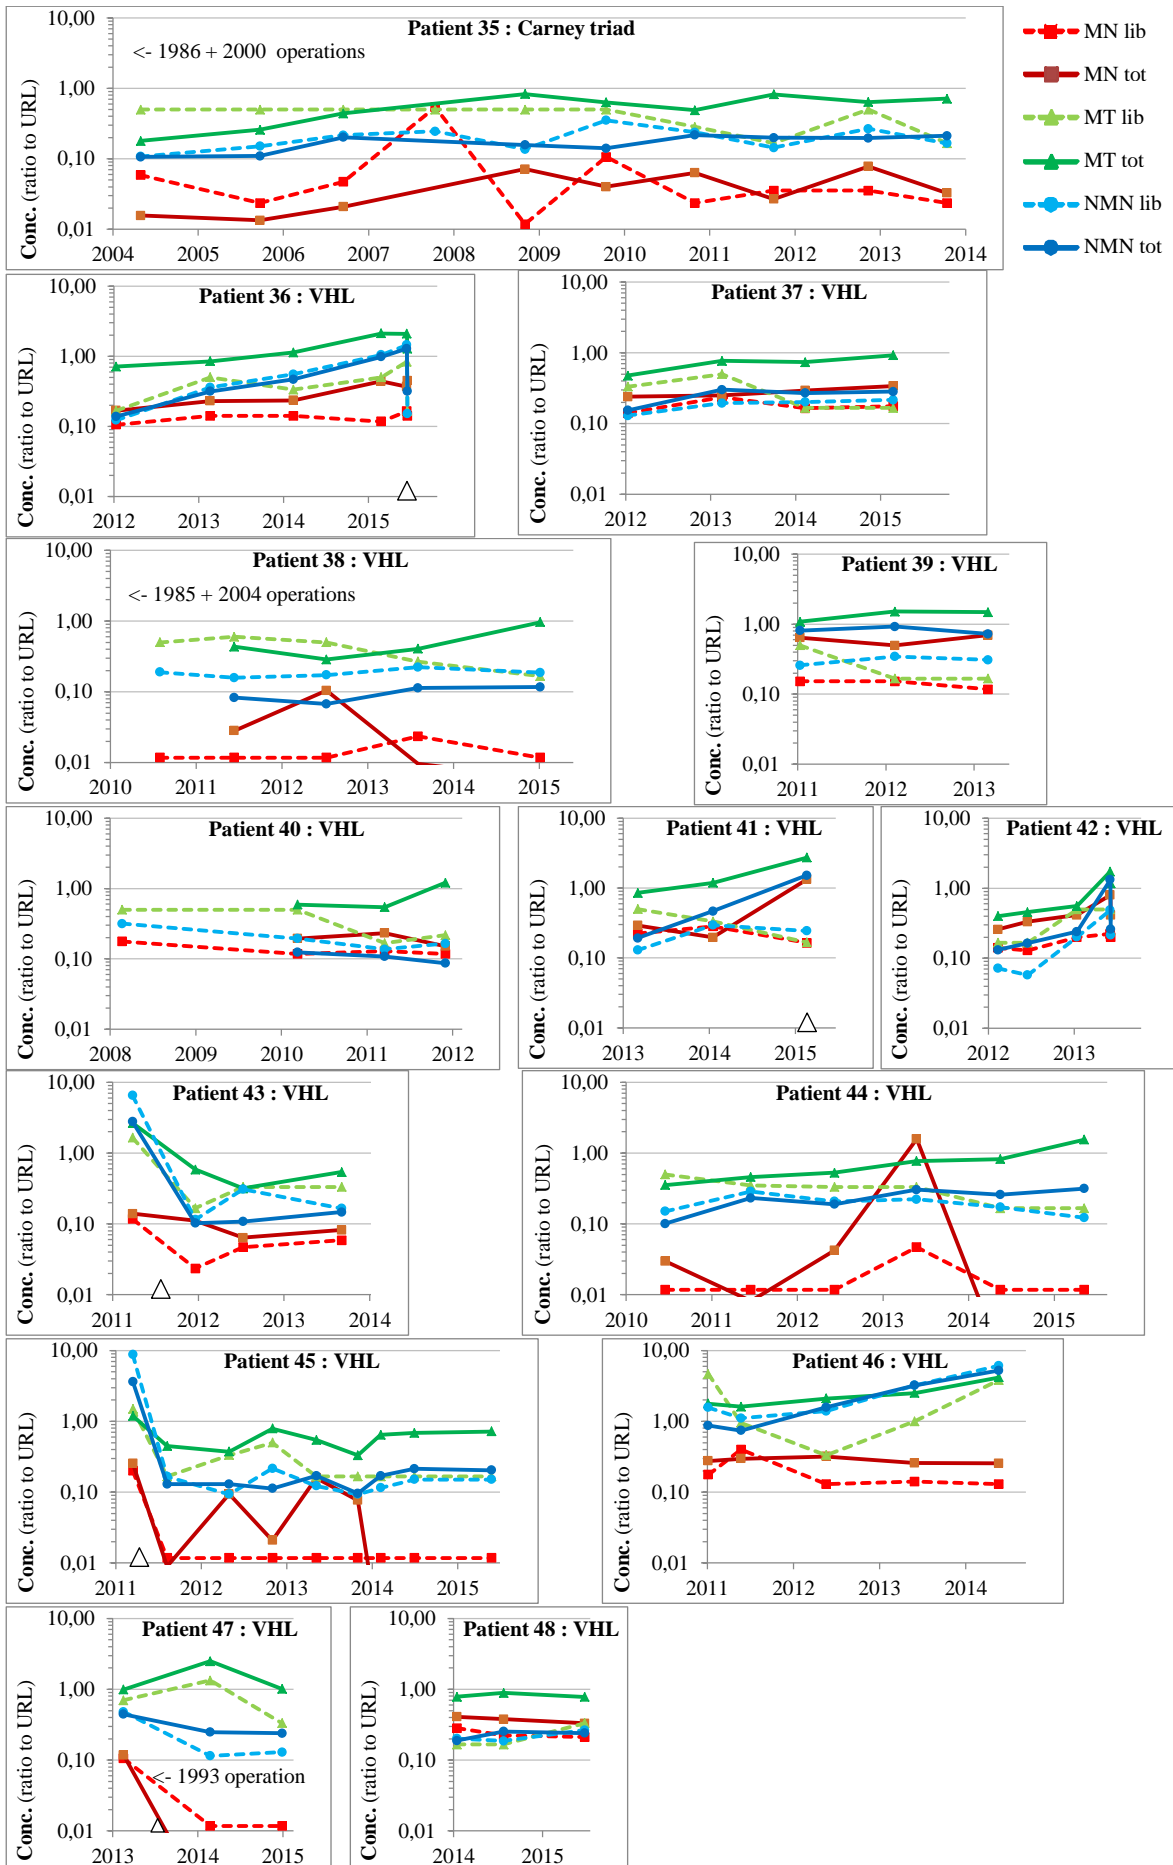 Patient 35 : Carney triad
<- 1986 + 2000 operations
Conc. (ratio to URL)
10,00
1,00
0,10
0,01
2004 2005 2006 2007 2008 2009 2010 2011 2012 2013 2014
MN lib
MN tot
MT lib
MT tot
NMN lib
NMN tot
Patient 36 : VHL
Conc. (ratio to URL)
10,00
1,00
0,10
0,01
2012 2013 2014 2015
Patient 37 : VHL
Conc. (ratio to URL)
10,00
1,00
0,10
0,01
2012 2013 2014 2015
Patient 38 : VHL
<- 1985 + 2004 operations
Conc. (ratio to URL)
10,00
1,00
0,10
0,01
2010 2011 2012 2013 2014 2015
Patient 39 : VHL
Conc. (ratio to URL)
10,00
1,00
0,10
0,01
2011 2012 2013
Patient 40 : VHL
Conc. (ratio to URL)
10,00
1,00
0,10
0,01
2008 2009 2010 2011 2012
Patient 41 : VHL
Conc. (ratio to URL)
10,00
1,00
0,10
0,01
2013 2014 2015
Patient 42 : VHL
Conc. (ratio to URL)
10,00
1,00
0,10
0,01
2012 2013
Patient 43 : VHL
Conc. (ratio to URL)
10,00
1,00
0,10
0,01
2011 2012 2013 2014
Patient 44 : VHL
Conc. (ratio to URL)
10,00
1,00
0,10
0,01
2010 2011 2012 2013 2014 2015
Patient 45 : VHL
Conc. (ratio to URL)
10,00
1,00
0,10
0,01
2011 2012 2013 2014 2015
Patient 46 : VHL
Conc. (ratio to URL)
10,00
1,00
0,10
0,01
2011 2012 2013 2014
Patient 47 : VHL
<- 1993 operation
Conc. (ratio to URL)
10,00
1,00
0,10
0,01
2013 2014 2015
Patient 48 : VHL
Conc. (ratio to URL)
10,00
1,00
0,10
0,01
2014 2015